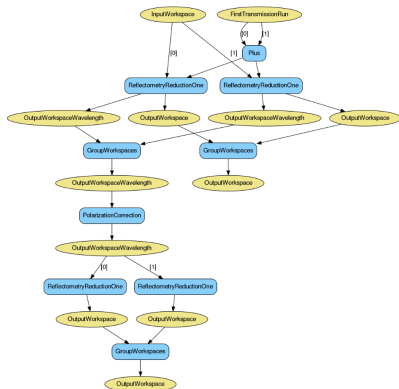 InputWorkspace
FirstTransmissionRun
[0]
[1]
Plus
[0]
[1]
ReflectometryReductionOne
ReflectometryReductionOne
OutputWorkspaceWavelength
OutputWorkspace
OutputWorkspaceWavelength
OutputWorkspace
GroupWorkspaces
GroupWorkspaces
OutputWorkspaceWavelength
OutputWorkspace
PolarizationCorrection
OutputWorkspaceWavelength
[0]
[1]
ReflectometryReductionOne
ReflectometryReductionOne
OutputWorkspace
OutputWorkspace
GroupWorkspaces
OutputWorkspace